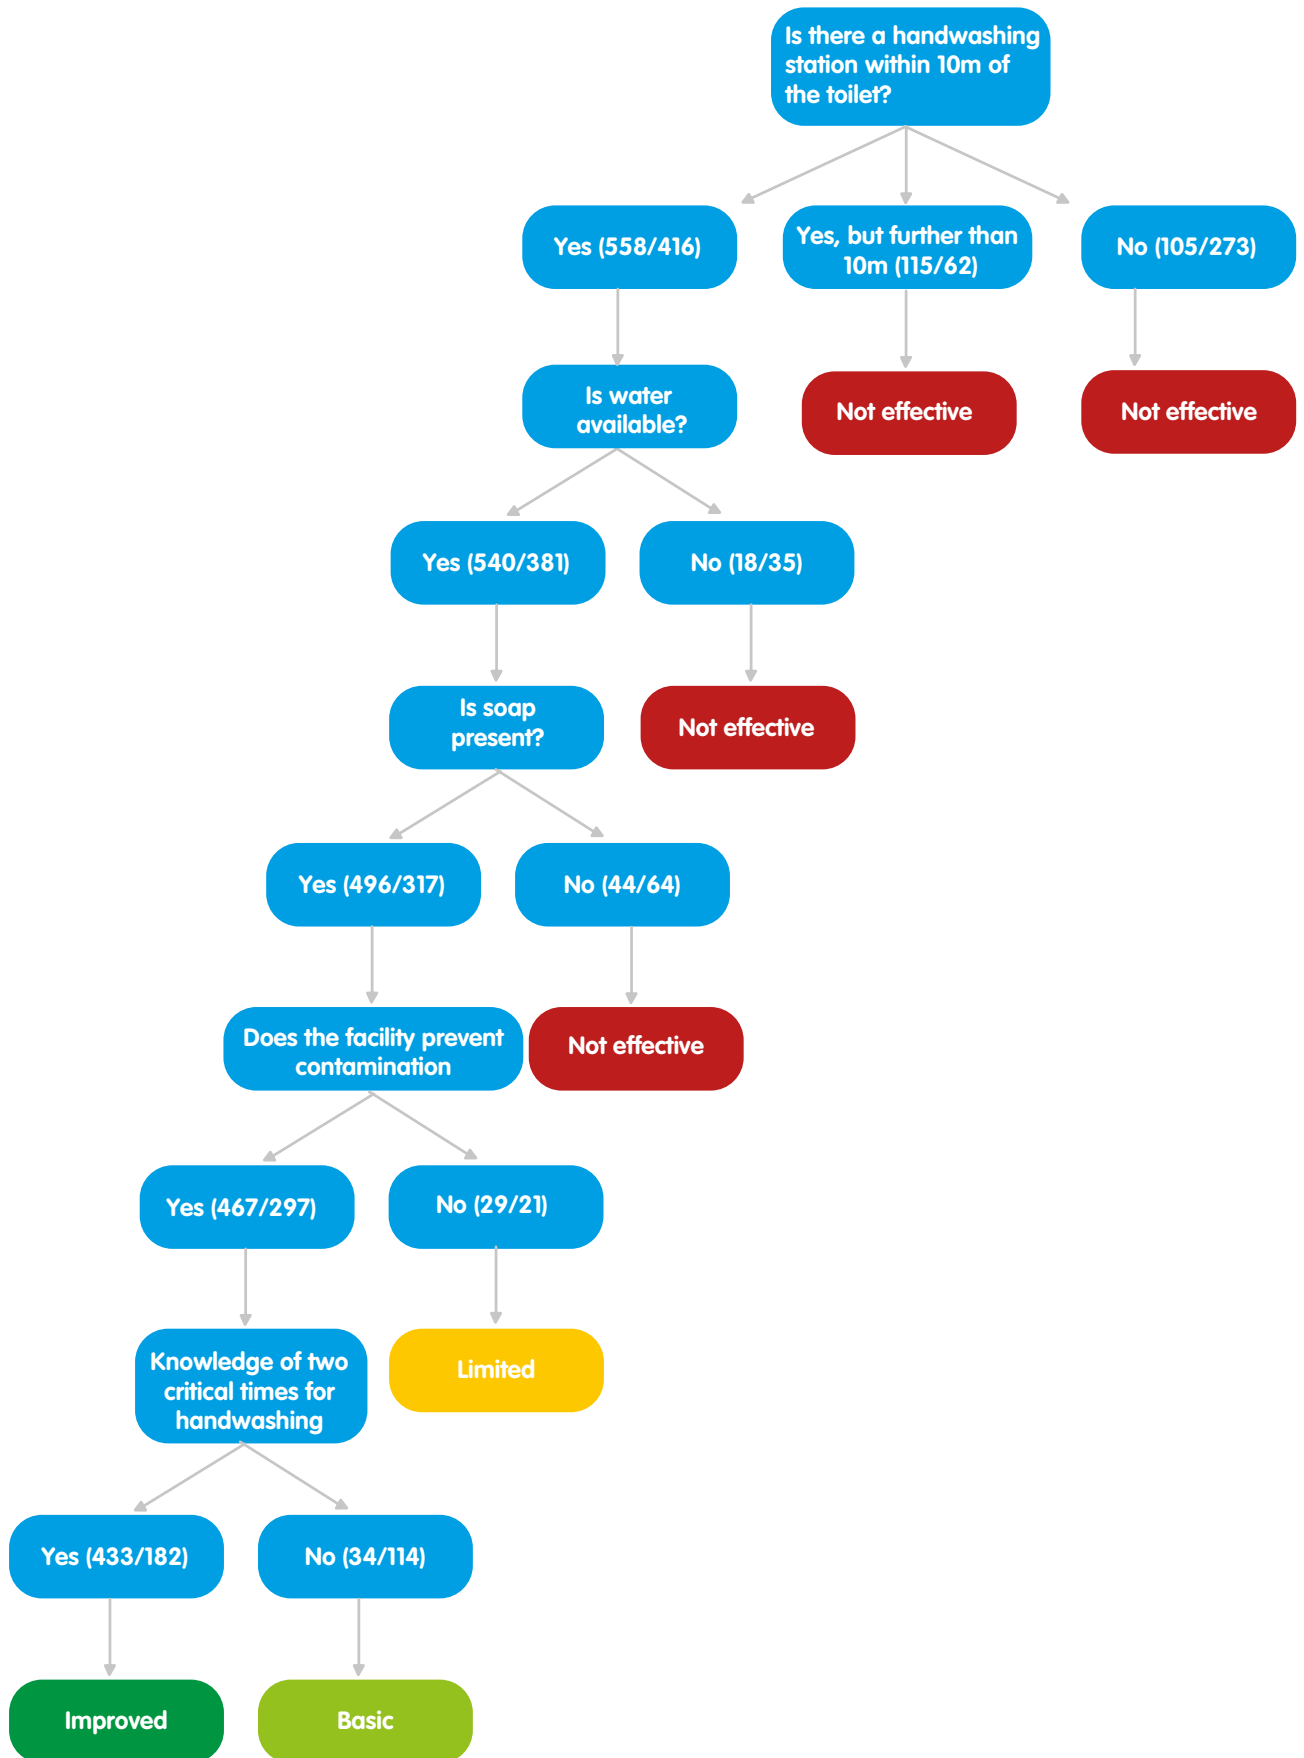 Is there a handwashing
station within 10m of
the toilet?
Yes (558/416)
Yes, but further than
10m (115/62)
No (105/273)
Is water
available?
Not effective
Not effective
Yes (540/381)
No (18/35)
Is soap
present?
Not effective
Yes (496/317)
No (44/64)
Does the facility prevent
contamination
Not effective
Yes (467/297)
No (29/21)
Knowledge of two
critical times for
handwashing
Limited
Yes (433/182)
No (34/114)
Improved
Basic